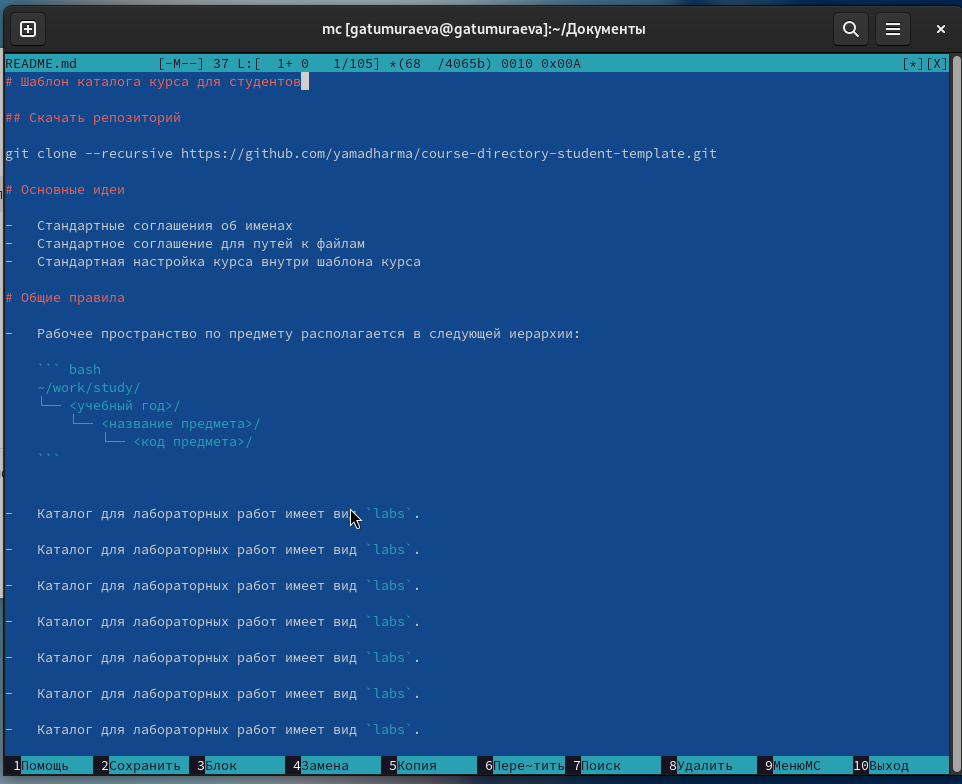 mc [gatumuraeva@gatumuraeva]:~/Документы
README.md [-M--] 37 L:[ 1+ 0 1/105] *(68 /4065b) 0010 0x00A [*][X]
# Шаблон каталога курса для студентов
## Скачать репозиторий
git clone --recursive https://github.com/yamadharma/course-directory-student-template.git
# Основные идеи
- Стандартные соглашения об именах
- Стандартное соглашение для путей к файлам
- Стандартная настройка курса внутри шаблона курса
# Общие правила
- Рабочее пространство по предмету располагается в следующей иерархии:
``` bash
~/work/study/
└── <учебный год>/
└── <название предмета>/
└── <код предмета>/
```
- Каталог для лабораторных работ имеет вид `labs`.
- Каталог для лабораторных работ имеет вид `labs`.
- Каталог для лабораторных работ имеет вид `labs`.
- Каталог для лабораторных работ имеет вид `labs`.
- Каталог для лабораторных работ имеет вид `labs`.
- Каталог для лабораторных работ имеет вид `labs`.
- Каталог для лабораторных работ имеет вид `labs`.
1Помощь 2Сохранить 3Блок 4Замена 5Копия 6Пере~тить 7Поиск 8Удалить 9МенюMC 10Выход